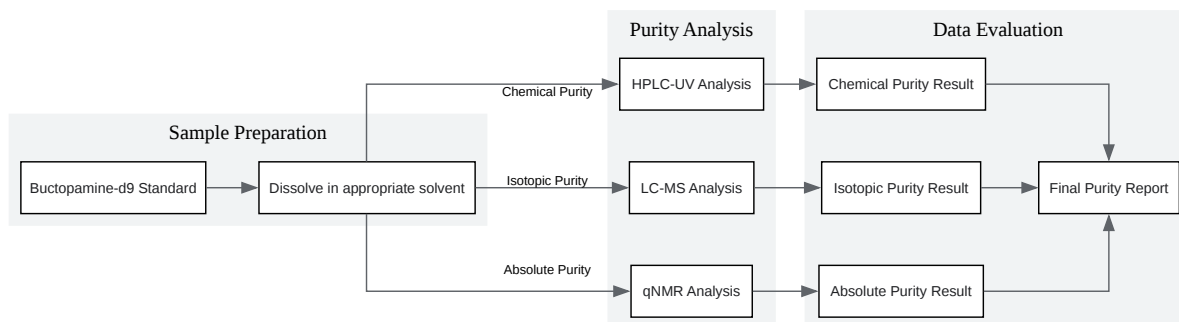 Purity Analysis
Data Evaluation
HPLC-UV Analysis
Chemical Purity Result
Chemical Purity
Sample Preparation
Buctopamine-d9 Standard
Dissolve in appropriate solvent
Isotopic Purity
LC-MS Analysis
Isotopic Purity Result
Final Purity Report
Absolute Purity
qNMR Analysis
Absolute Purity Result